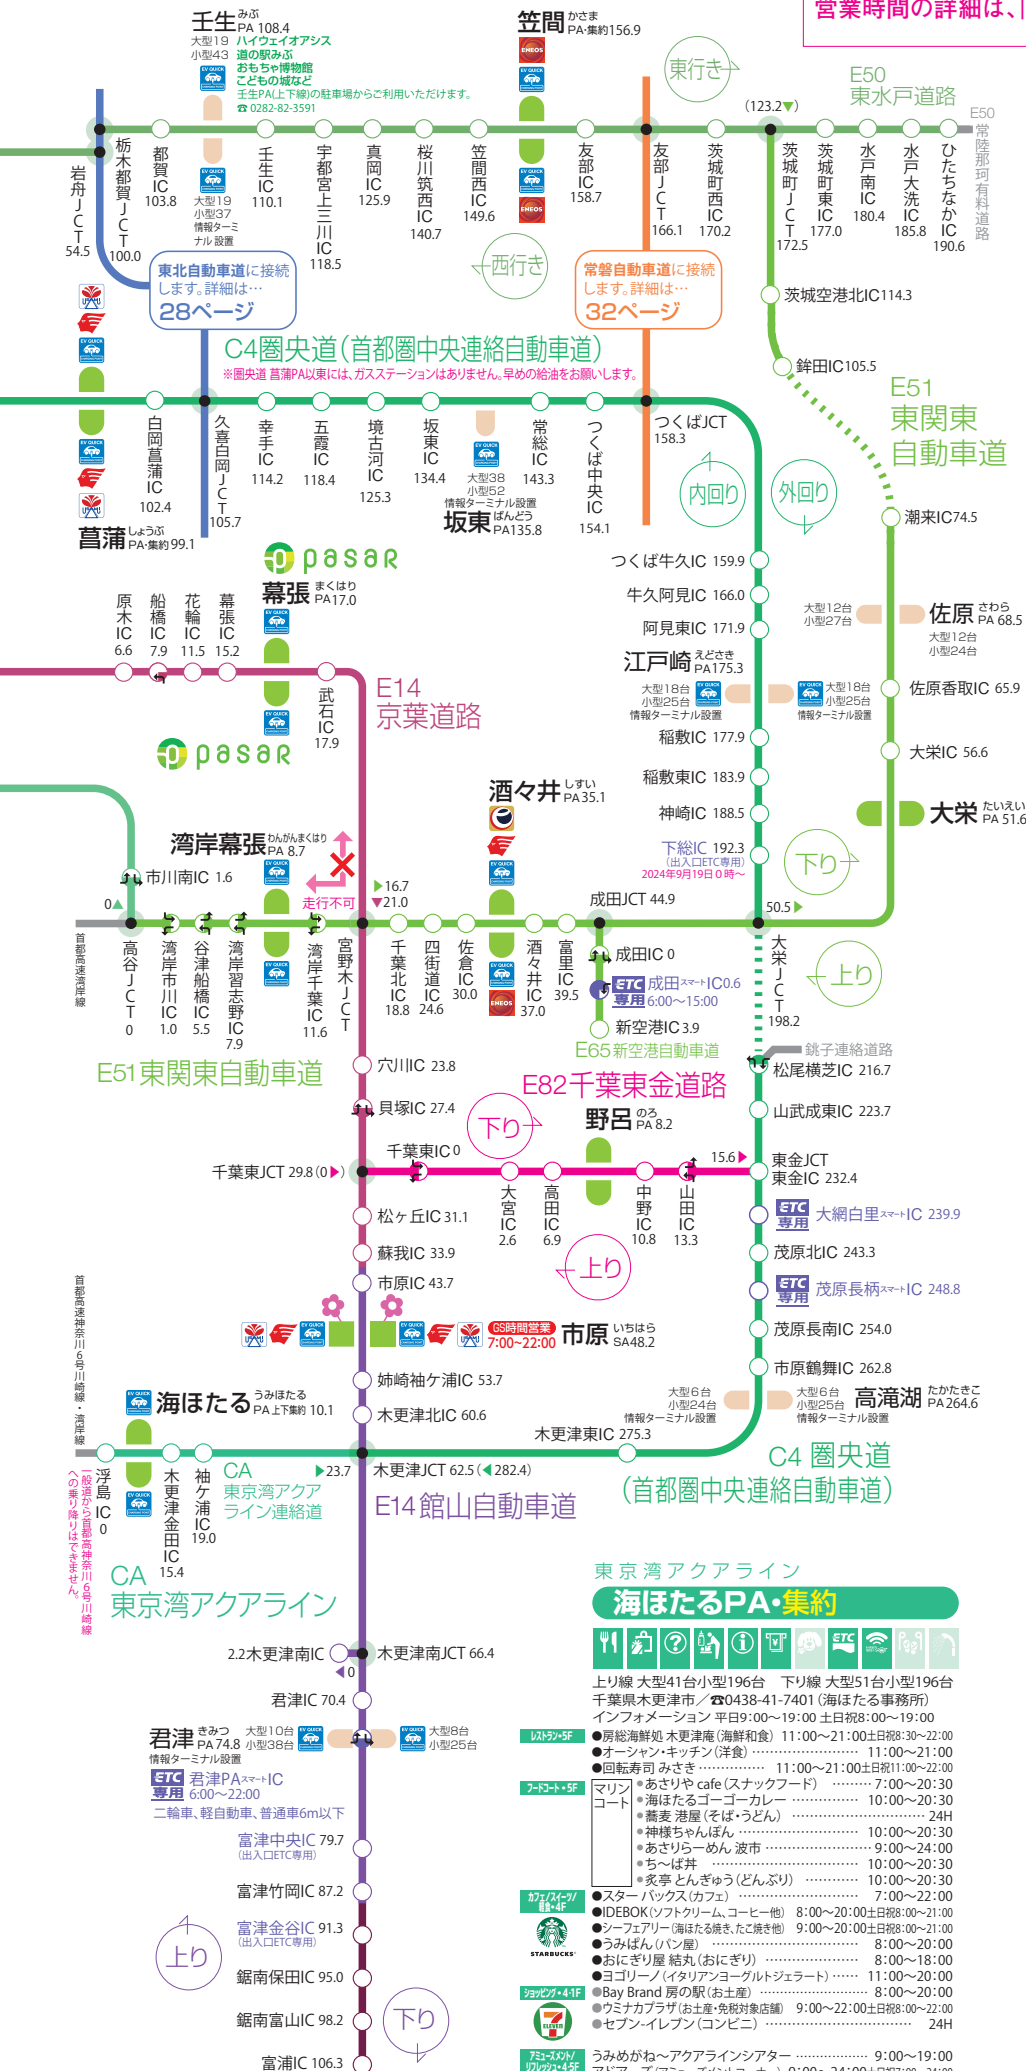 営業時間の詳細は、
壬生 みぶ PA 108.4
大型19 ハイウェイオアシス
小型43 道の駅みぶ
おもちゃ博物館
こどもの城など
壬生PA(上下線)の駐車場からご利用いただけます。
☎ 0282-82-3591
笠間 かさま PA・集約156.9
ENEOS
EV QUICK
東行き
E50
東水戸道路
(123.2▼)
E50
常陸那珂有料道路
岩舟JCT 54.5
栃木都賀JCT 100.0
都賀IC 103.8
大型19
小型37
情報ターミ
ナル 設置
壬生IC 110.1
宇都宮上三川IC 118.5
真岡IC 125.9
桜川筑西IC 140.7
笠間西IC 149.6
ENEOS
友部IC 158.7
友部JCT 166.1
茨城町西IC 170.2
茨城町JCT 172.5
茨城町東IC 177.0
水戸南IC 180.4
水戸大洗IC 185.8
ひたちなかIC 190.6
西行き
東北自動車道に接続
します。詳細は…
28ページ
常磐自動車道に接続
します。詳細は…
32ページ
茨城空港北IC114.3
鉾田IC105.5
C4圏央道(首都圏中央連絡自動車道)
※圏央道 菖蒲PA以東には、ガスステーションはありません。早めの給油をお願いします。
E51
東関東
自動車道
白岡菖蒲IC 102.4
久喜白岡JCT 105.7
幸手IC 114.2
五霞IC 118.4
境古河IC 125.3
坂東IC 134.4
大型38
小型52
情報ターミナル設置
坂東 ばんどう PA135.8
常総IC 143.3
つくば中央IC 154.1
つくばJCT
158.3
菖蒲 しょうぶ PA・集約 99.1
内回り
外回り
潮来IC74.5
つくば牛久IC 159.9
牛久阿見IC 166.0
阿見東IC 171.9
江戸崎 えどさき PA175.3
大型18台
小型25台
情報ターミナル設置
大型18台
小型25台
情報ターミナル設置
稲敷IC 177.9
稲敷東IC 183.9
神崎IC 188.5
下総IC 192.3
(出入口ETC専用)
2024年9月19日0時〜
大型12台
小型27台
佐原 さわら PA 68.5
大型12台
小型24台
佐原香取IC 65.9
大栄IC 56.6
大栄 たいえい PA 51.6
下り
pasar
幕張 まくはり PA17.0
原木IC 6.6
船橋IC 7.9
花輪IC 11.5
幕張IC 15.2
武石IC 17.9
E14
京葉道路
pasar
酒々井 しすい PA35.1
湾岸幕張 わんがんまくはり PA 8.7
走行不可
▶16.7
▼21.0
市川南IC 1.6
0▲
成田JCT 44.9
50.5▶
首都高速湾岸線
高谷JCT 0
湾岸市川IC 1.0
谷津船橋IC 5.5
湾岸習志野IC 7.9
湾岸千葉IC 11.6
宮野木JCT
千葉北IC 18.8
四街道IC 24.6
佐倉IC 30.0
ENEOS
酒々井IC 37.0
富里IC 39.5
成田IC 0
ETC専用 成田スマートIC0.6
6:00〜15:00
新空港IC 3.9
E65新空港自動車道
大栄JCT 198.2
上り
E51東関東自動車道
銚子連絡道路
松尾横芝IC 216.7
山武成東IC 223.7
穴川IC 23.8
貝塚IC 27.4
E82千葉東金道路
下り
野呂 のろ PA 8.2
千葉東JCT 29.8(0▶)
千葉東IC 0
大宮IC 2.6
高田IC 6.9
中野IC 10.8
山田IC 13.3
15.6▶
東金JCT
東金IC 232.4
上り
ETC専用 大網白里スマートIC 239.9
茂原北IC 243.3
ETC専用 茂原長柄スマートIC 248.8
茂原長南IC 254.0
市原鶴舞IC 262.8
松ヶ丘IC 31.1
蘇我IC 33.9
市原IC 43.7
GS時間営業
7:00~22:00
市原 いちはら SA48.2
姉崎袖ケ浦IC 53.7
木更津北IC 60.6
大型6台
小型24台
情報ターミナル設置
大型6台
小型25台
情報ターミナル設置
高滝湖 たかたきこ PA264.6
木更津東IC 275.3
C4 圏央道
(首都圏中央連絡自動車道)
首都高速神奈川6号川崎線・湾岸線
海ほたる うみほたる PA 上下集約 10.1
一般道から首都高神奈川6号川崎線
への乗り降りはできません。
浮島IC 0
木更津金田IC 15.4
袖ケ浦IC 19.0
CA
東京湾アクア
ライン連絡道
▶23.7
木更津JCT 62.5(◀282.4)
E14館山自動車道
CA
東京湾アクアライン
2.2木更津南IC
木更津南JCT 66.4
◀0
君津IC 70.4
君津 きみつ PA 74.8
大型10台
小型38台
情報ターミナル設置
大型8台
小型25台
ETC専用 君津PAスマートIC
6:00〜22:00
二輪車、軽自動車、普通車6m以下
富津中央IC 79.7
(出入口ETC専用)
富津竹岡IC 87.2
富津金谷IC 91.3
(出入口ETC専用)
鋸南保田IC 95.0
鋸南富山IC 98.2
富浦IC 106.3
上り
下り
東京湾アクアライン
海ほたるPA・集約
上り線 大型41台小型196台 下り線 大型51台小型196台
千葉県木更津市／☎0438-41-7401(海ほたる事務所)
インフォメーション 平日9:00〜19:00 土日祝8:00〜19:00
レストラン・5F
●房総海鮮処 木更津庵(海鮮和食) 11:00〜21:00土日祝8:30〜22:00
●オーシャン・キッチン(洋食) 11:00〜21:00
●回転寿司 みさき 11:00〜21:00土日祝11:00〜22:00
フードコート・5F
マリンコート
●あさりや cafe(スナックフード) 7:00〜20:30
●海ほたるゴーゴーカレー 10:00〜20:30
●蕎麦 港屋(そば・うどん) 24H
●神様ちゃんぽん 10:00〜20:30
●あさりらーめん 波市 9:00〜24:00
●ち〜ば丼 10:00〜20:30
●炙亭 とんぎゅう(どんぶり) 10:00〜20:30
カフェ/スイーツ/軽食・4F
●スター バックス(カフェ) 7:00〜22:00
●IDEBOK(ソフトクリーム、コーヒー他) 8:00〜20:00土日祝8:00〜21:00
●シーフェアリー(海ほたる焼き、たこ焼き他) 9:00〜20:00土日祝8:00〜21:00
STARBUCKS
●うみぱん(パン屋) 8:00〜20:00
●おにぎり屋 結丸(おにぎり) 8:00〜18:00
●ヨゴリーノ(イタリアンヨーグルトジェラート) 11:00〜20:00
ショッピング・4・1F
●Bay Brand 房の駅(お土産) 8:00〜20:00
●ウミナカプラザ(お土産・免税対象店舗) 9:00〜22:00土日祝8:00〜22:00
●セブン-イレブン(コンビニ) 24H
アミューズメント/リフレッシュ・4・5F
うみめがね〜アクアラインシアター 9:00〜19:00